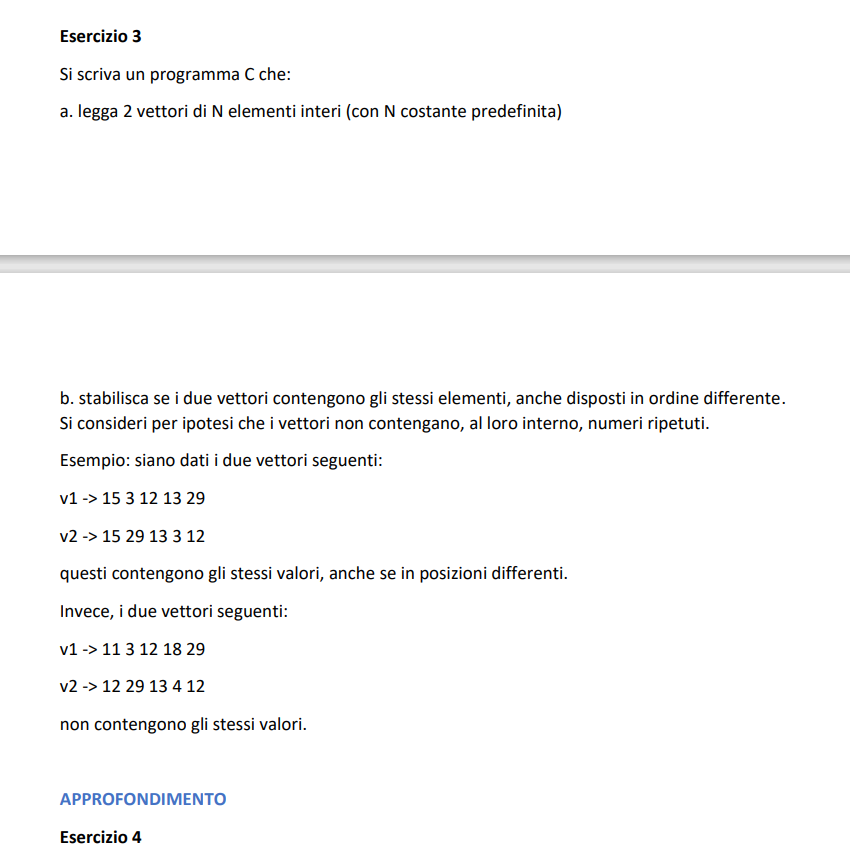 Esercizio 3
Si scriva un programma C che:
a. legga 2 vettori di N elementi interi (con N costante predefinita)
b. stabilisca se i due vettori contengono gli stessi elementi, anche disposti in ordine differente.
Si consideri per ipotesi che i vettori non contengano, al loro interno, numeri ripetuti.
Esempio: siano dati i due vettori seguenti:
v1 -> 15 3 12 13 29
v2 -> 15 29 13 3 12
questi contengono gli stessi valori, anche se in posizioni differenti.
Invece, i due vettori seguenti:
v1 -> 11 3 12 18 29
v2 -> 12 29 13 4 12
non contengono gli stessi valori.
APPROFONDIMENTO
Esercizio 4